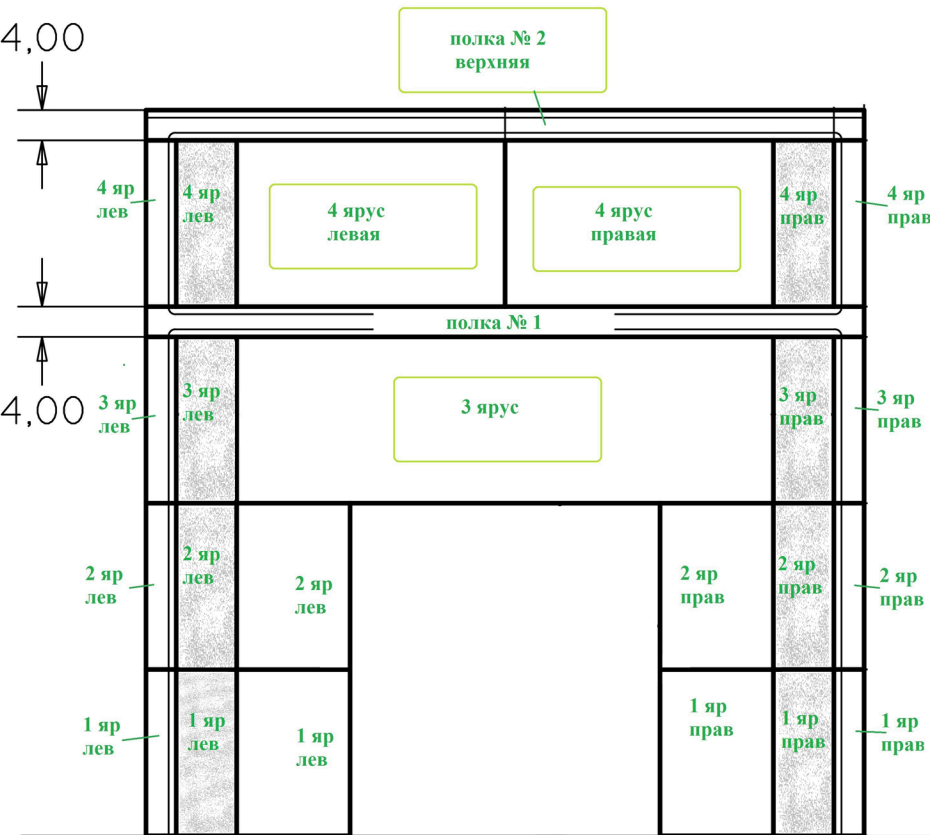 4,00
полка № 2
верхняя
4 яр
лев
4 яр
лев
4 ярус
левая
4 ярус
правая
4 яр
прав
4 яр
прав
полка № 1
4,00
3 яр
лев
3 яр
лев
3 ярус
3 яр
прав
3 яр
прав
2 яр
лев
2 яр
лев
2 яр
лев
2 яр
прав
2 яр
прав
2 яр
прав
1 яр
лев
1 яр
лев
1 яр
лев
1 яр
прав
1 яр
прав
1 яр
прав